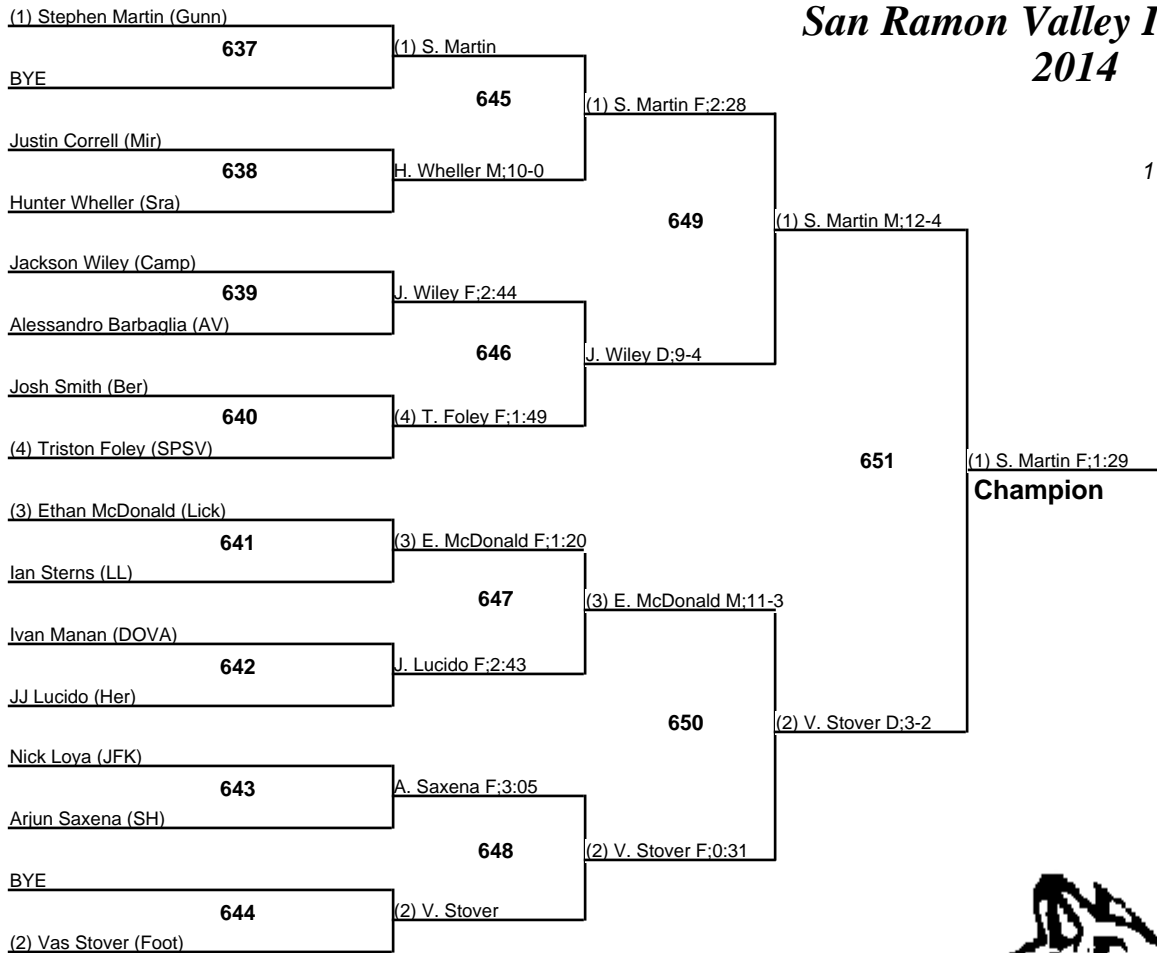 San Ramon Valley
2014
1
(1) Stephen Martin (Gunn)
637
BYE
Justin Correll (Mir)
638
Hunter Wheller (Sra)
Jackson Wiley (Camp)
639
Alessandro Barbaglia (AV)
Josh Smith (Ber)
640
(4) Triston Foley (SPSV)
(3) Ethan McDonald (Lick)
641
Ian Sterns (LL)
Ivan Manan (DOVA)
642
JJ Lucido (Her)
Nick Loya (JFK)
643
Arjun Saxena (SH)
BYE
644
(2) Vas Stover (Foot)
(1) S. Martin
645
H. Wheller M;10-0
J. Wiley F;2:44
646
(4) T. Foley F;1:49
(3) E. McDonald F;1:20
647
J. Lucido F;2:43
A. Saxena F;3:05
648
(2) V. Stover
(1) S. Martin F;2:28
649
J. Wiley D;9-4
(3) E. McDonald M;11-3
650
(2) V. Stover F;0:31
(1) S. Martin M;12-4
651
(2) V. Stover D;3-2
(1) S. Martin F;1:29
Champion